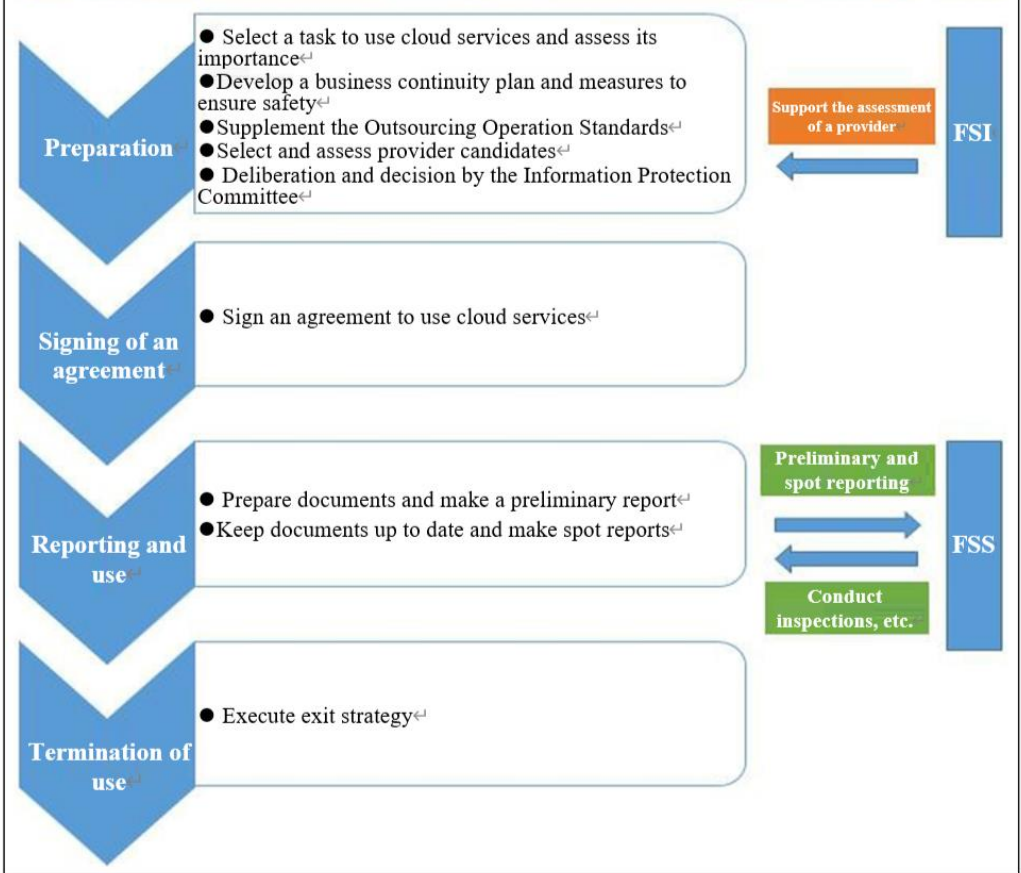 ● Select a task to use cloud services and assess its
importance↵
●Develop a business continuity plan and measures to
ensure safety↵
●Supplement the Outsourcing Operation Standards↵
●Select and assess provider candidates↵
● Deliberation and decision by the Information Protection
Committee↵
Preparation↵
Support the assessment
of a provider↵
FSI
● Sign an agreement to use cloud services↵
Signing of an
agreement↵
● Prepare documents and make a preliminary report↵
●Keep documents up to date and make spot reports↵
Reporting and
use↵
Preliminary and
spot reporting↵
FSS
Conduct
inspections, etc.↵
● Execute exit strategy↵
Termination of
use↵